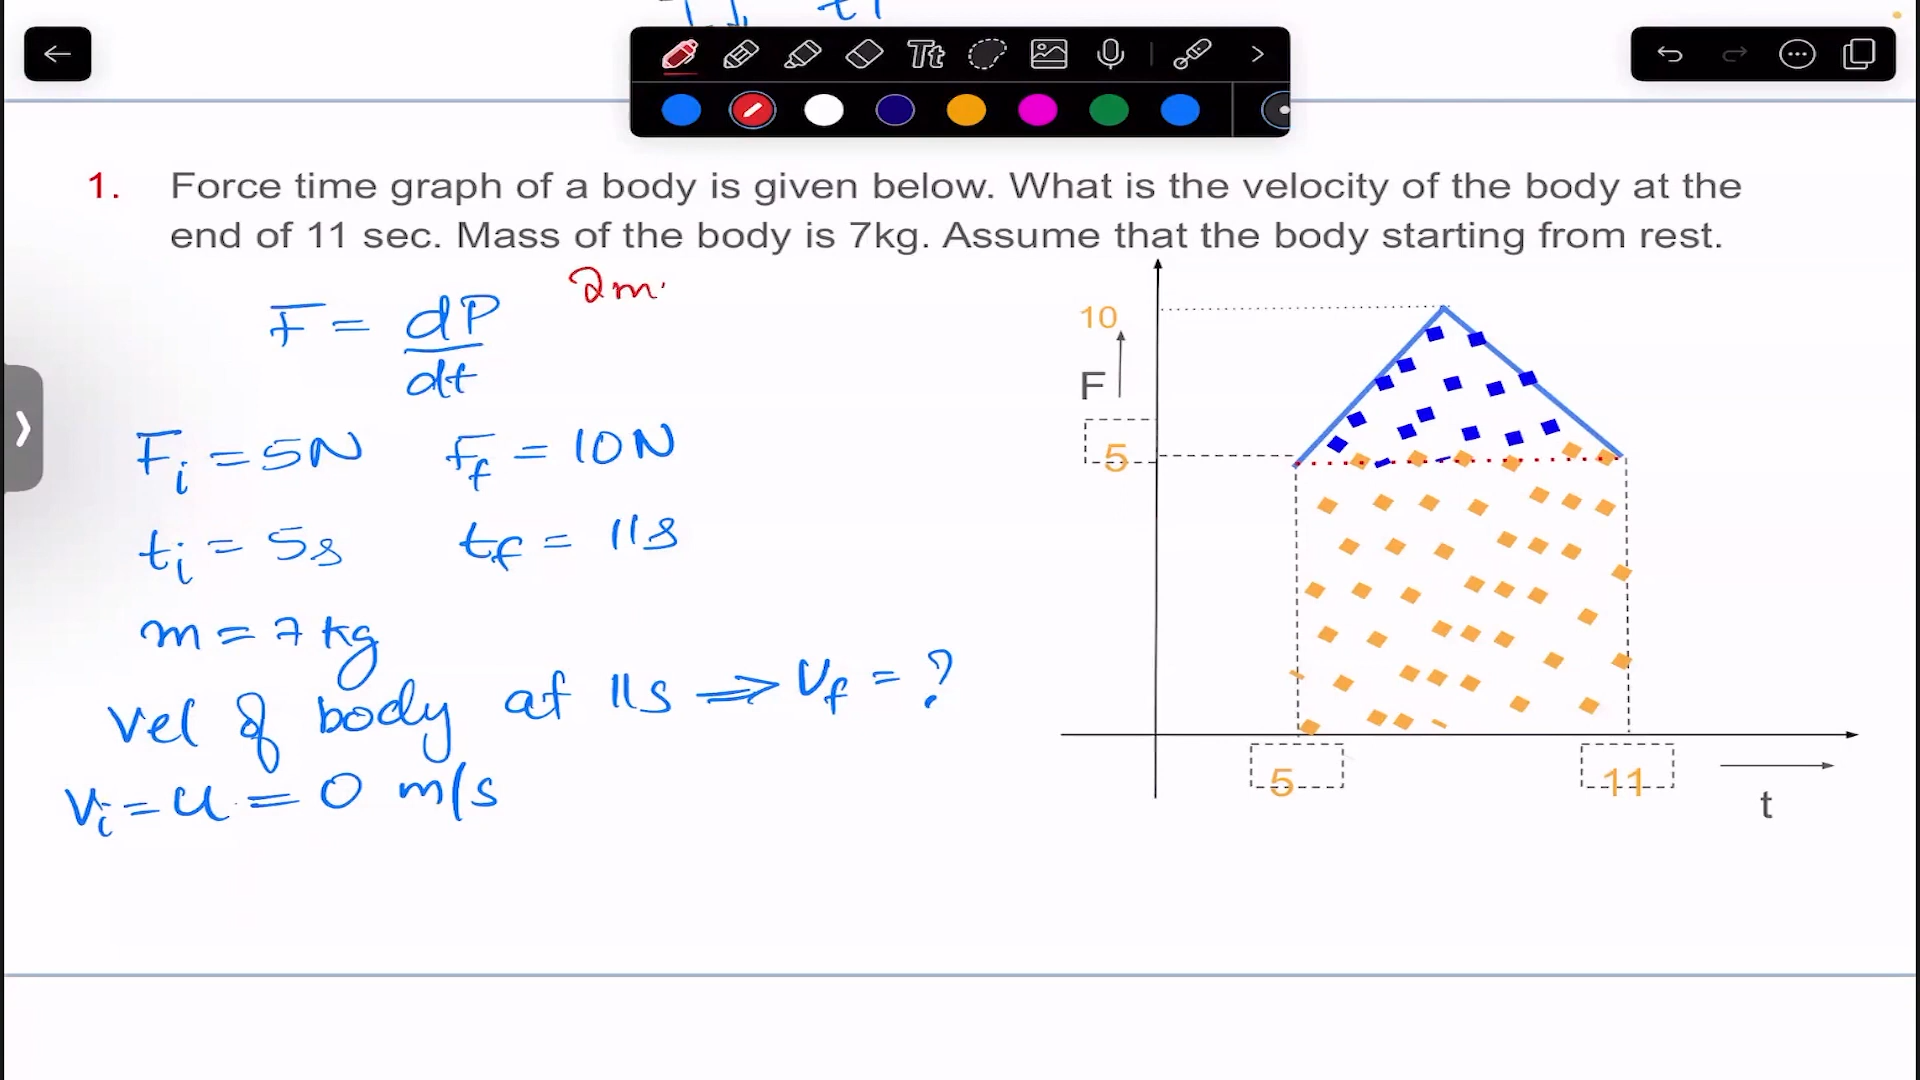 Tt
1. Force time graph of a body is given below. What is the velocity of the body at the
end of 11 sec. Mass of the body is 7kg. Assume that the body starting from rest.
2m.
F = dP
dt
Fi = 5N Ff = 10N
ti = 5s tf = 11s
m = 7 kg
vel of body at 11s ⇒ vf = ?
vi = u = 0 m/s
10
F
5
5 11
t